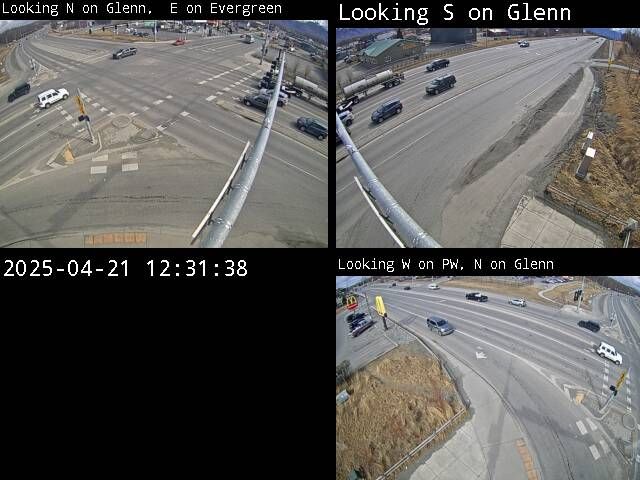 Looking N on Glenn,  E on Evergreen
Looking S on Glenn
2025-04-21 12:31:38
Looking W on PW, N on Glenn